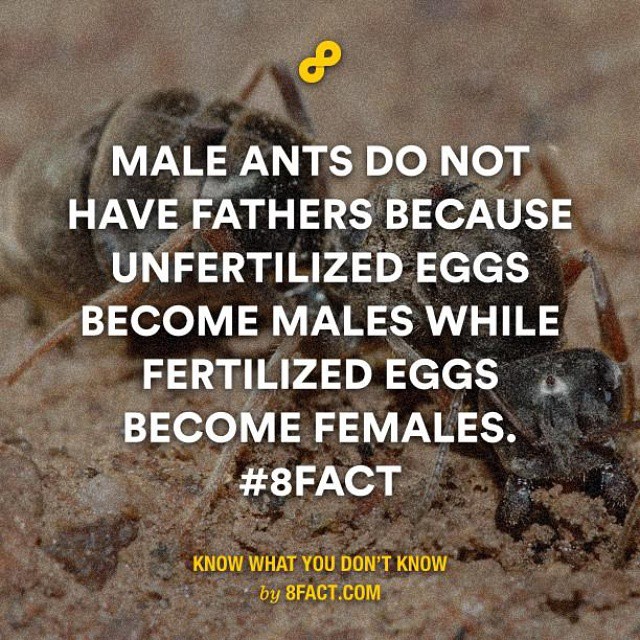 MALE ANTS DO NOT
HAVE FATHERS BECAUSE
UNFERTILIZED EGGS
BECOME MALES WHILE
FERTILIZED EGGS
BECOME FEMALES.
#8FACT
KNOW WHAT YOU DON'T KNOW
by 8FACT.COM